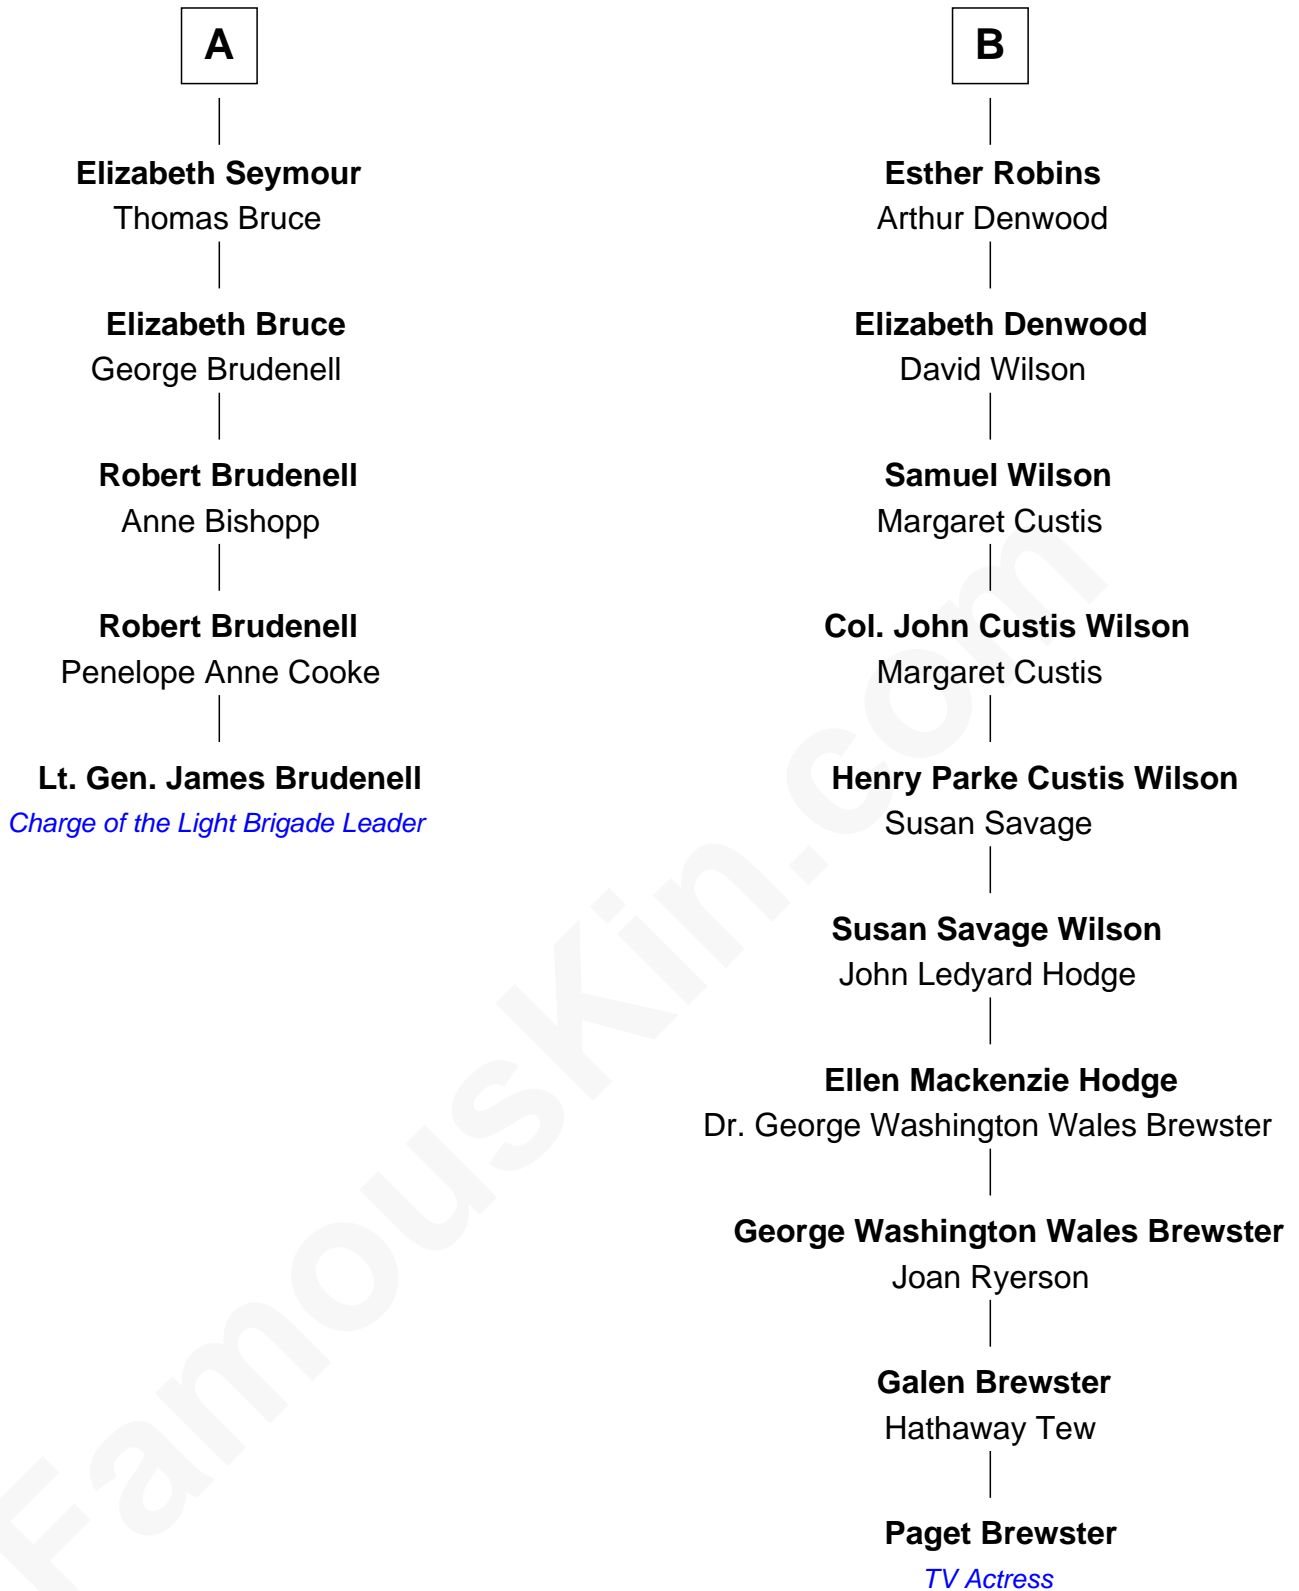 A
Elizabeth Seymour
Thomas Bruce
Elizabeth Bruce
George Brudenell
Robert Brudenell
Anne Bishopp
Robert Brudenell
Penelope Anne Cooke
Lt. Gen. James Brudenell
Charge of the Light Brigade Leader
B
Esther Robins
Arthur Denwood
Elizabeth Denwood
David Wilson
Samuel Wilson
Margaret Custis
Col. John Custis Wilson
Margaret Custis
Henry Parke Custis Wilson
Susan Savage
Susan Savage Wilson
John Ledyard Hodge
Ellen Mackenzie Hodge
Dr. George Washington Wales Brewster
George Washington Wales Brewster
Joan Ryerson
Galen Brewster
Hathaway Tew
Paget Brewster
TV Actress
FamousKin.com